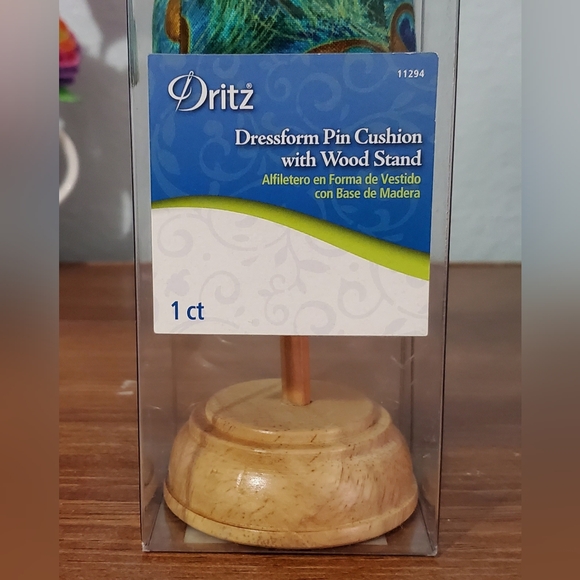 11294
Dritz®
Dressform Pin Cushion
with Wood Stand
Alfiletero en Forma de Vestido
con Base de Madera
1 ct